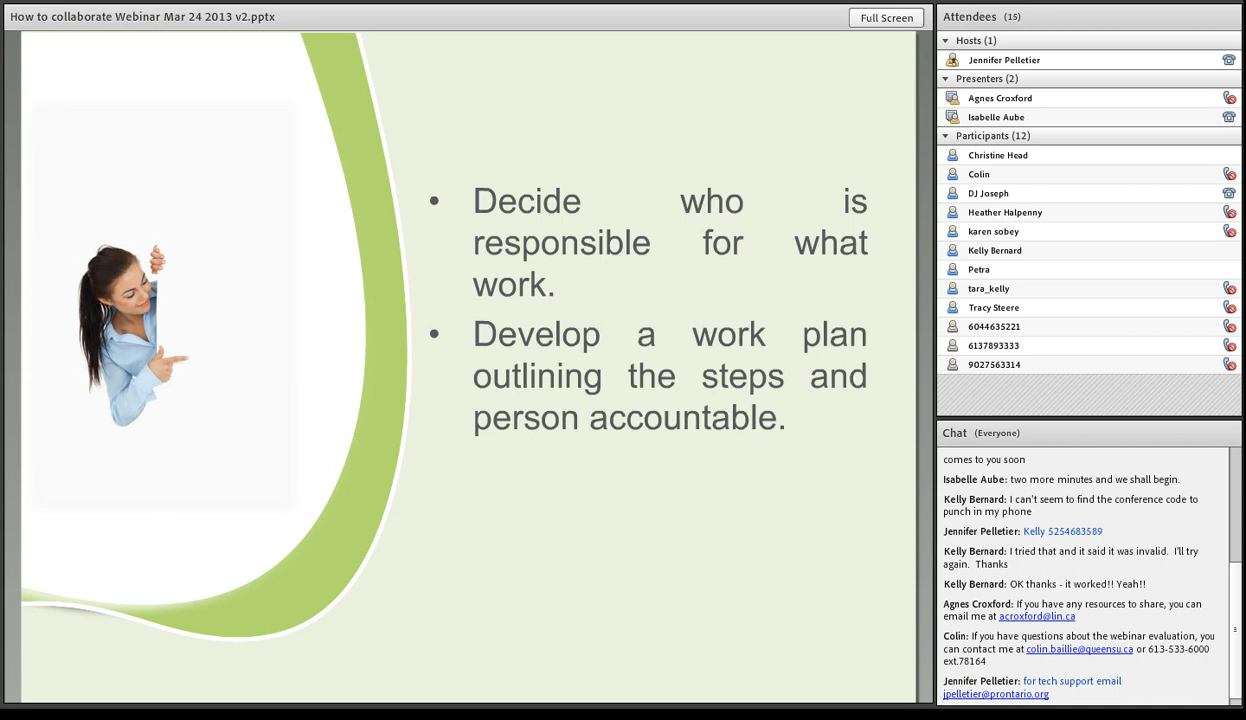 How to collaborate Webinar Mar 24 2013 v2.pptx
Full Screen
• Decide who is
responsible for what
work.
• Develop a work plan
outlining the steps and
person accountable.
Attendees (15)
Hosts (1)
Jennifer Pelletier
Presenters (2)
Agnes Croxford
Isabelle Aube
Participants (12)
Christine Head
Colin
DJ Joseph
Heather Halpenny
karen sobey
Kelly Bernard
Petra
tara_kelly
Tracy Steere
6044635221
6137893333
9027563314
Chat (Everyone)
comes to you soon
Isabelle Aube: two more minutes and we shall begin.
Kelly Bernard: I can't seem to find the conference code to
punch in my phone
Jennifer Pelletier: Kelly 5254683589
Kelly Bernard: I tried that and it said it was invalid. I'll try
again. Thanks
Kelly Bernard: OK thanks - it worked!! Yeah!!
Agnes Croxford: If you have any resources to share, you can
email me at acroxford@lin.ca
Colin: If you have questions about the webinar evaluation, you
can contact me at colin.baillie@queensu.ca or 613-533-6000
ext.78164
Jennifer Pelletier: for tech support email
jpelletier@prontario.org